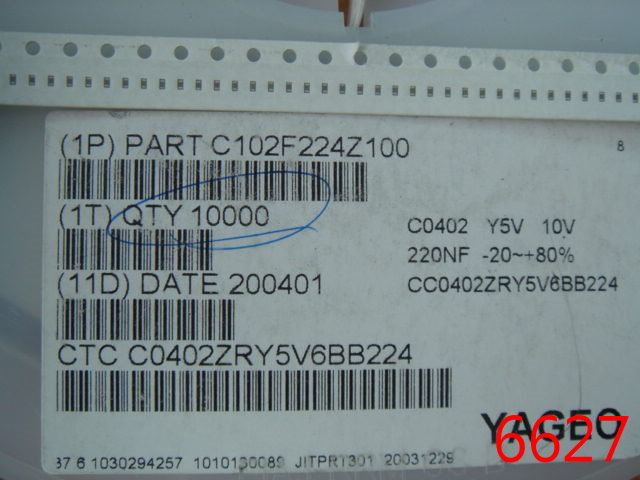 (1P) PART C102F224Z100
8
(1T) QTY 10000
C0402 Y5V 10V
220NF -20~+80%
(11D) DATE 200401
CC0402ZRY5V6BB224
CTC C0402ZRY5V6BB224
YAGEO
6627
37 6 1030294257 1010130089 JITPRT301 20031229